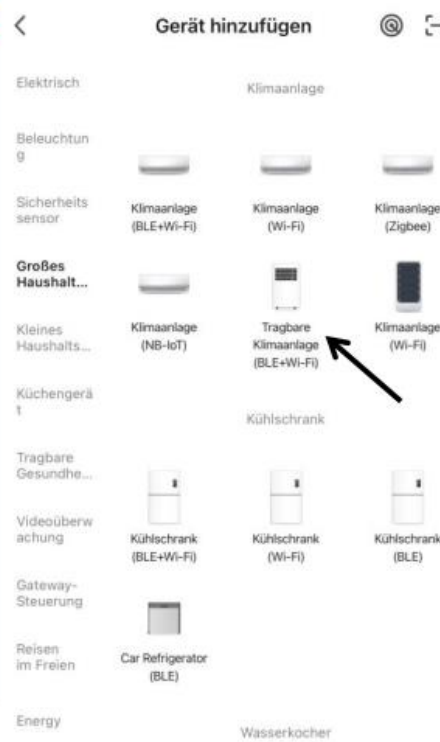 Gerät hinzufügen
Elektrisch
Beleuchtun
g
Sicherheits
sensor
Großes
Haushalt...
Kleines
Haushalts...
Küchengerä
t
Tragbare
Gesundhe...
Videoüberw
achung
Gateway-
Steuerung
Reisen
im Freien
Energy
Klimaanlage
Klimaanlage
(BLE+Wi-Fi)
Klimaanlage
(Wi-Fi)
Klimaanlage
(Zigbee)
Klimaanlage
(NB-IoT)
Tragbare
Klimaanlage
(BLE+Wi-Fi)
Klimaanlage
(Wi-Fi)
Kühlschrank
Kühlschrank
(BLE+Wi-Fi)
Kühlschrank
(Wi-Fi)
Kühlschrank
(BLE)
Car Refrigerator
(BLE)
Wasserkocher